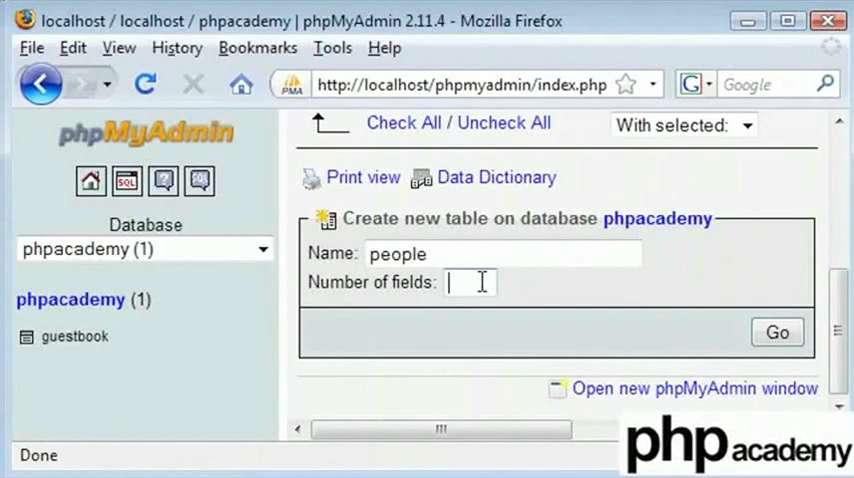 localhost / localhost / phpacademy | phpMyAdmin 2.11.4 - Mozilla Firefox
File Edit View History Bookmarks Tools Help
PMA http://localhost/phpmyadmin/index.php G Google
phpMyAdmin
SQL SQL
Database
phpacademy (1)
phpacademy (1)
guestbook
Check All / Uncheck All With selected:
Print view Data Dictionary
Create new table on database phpacademy
Name: people
Number of fields:
Go
Open new phpMyAdmin window
Done
php academy